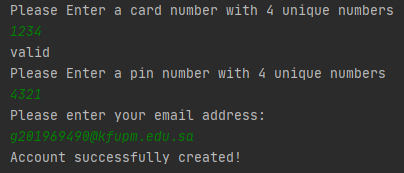 Please Enter a card number with 4 unique numbers
1234
valid
Please Enter a pin number with 4 unique numbers
4321
Please enter your email address:
g201969490@kfupm.edu.sa
Account successfully created!